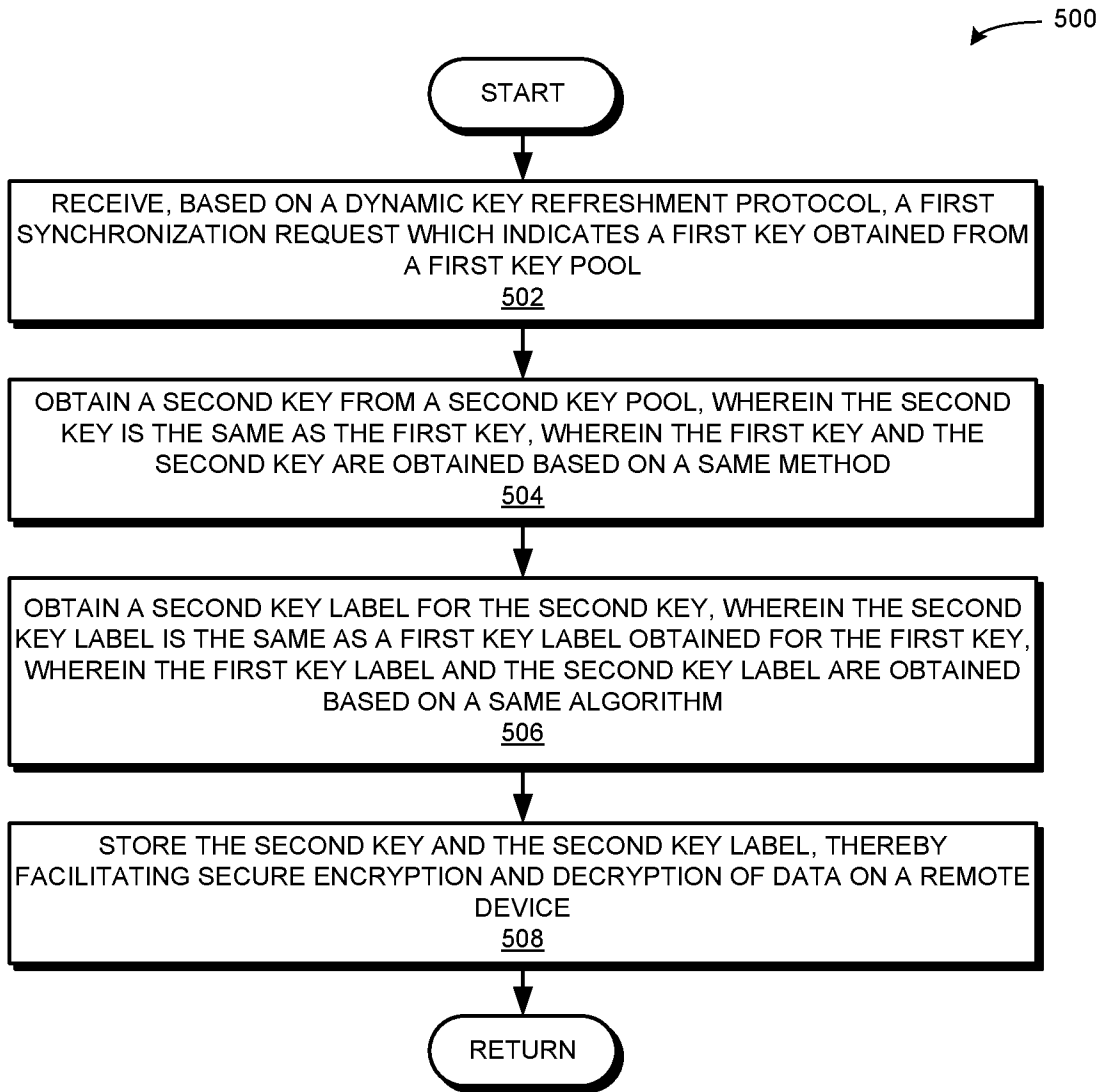 500
START
RECEIVE, BASED ON A DYNAMIC KEY REFRESHMENT PROTOCOL, A FIRST
SYNCHRONIZATION REQUEST WHICH INDICATES A FIRST KEY OBTAINED FROM
A FIRST KEY POOL
502
OBTAIN A SECOND KEY FROM A SECOND KEY POOL, WHEREIN THE SECOND
KEY IS THE SAME AS THE FIRST KEY, WHEREIN THE FIRST KEY AND THE
SECOND KEY ARE OBTAINED BASED ON A SAME METHOD
504
OBTAIN A SECOND KEY LABEL FOR THE SECOND KEY, WHEREIN THE SECOND
KEY LABEL IS THE SAME AS A FIRST KEY LABEL OBTAINED FOR THE FIRST KEY,
WHEREIN THE FIRST KEY LABEL AND THE SECOND KEY LABEL ARE OBTAINED
BASED ON A SAME ALGORITHM
506
STORE THE SECOND KEY AND THE SECOND KEY LABEL, THEREBY
FACILITATING SECURE ENCRYPTION AND DECRYPTION OF DATA ON A REMOTE
DEVICE
508
RETURN